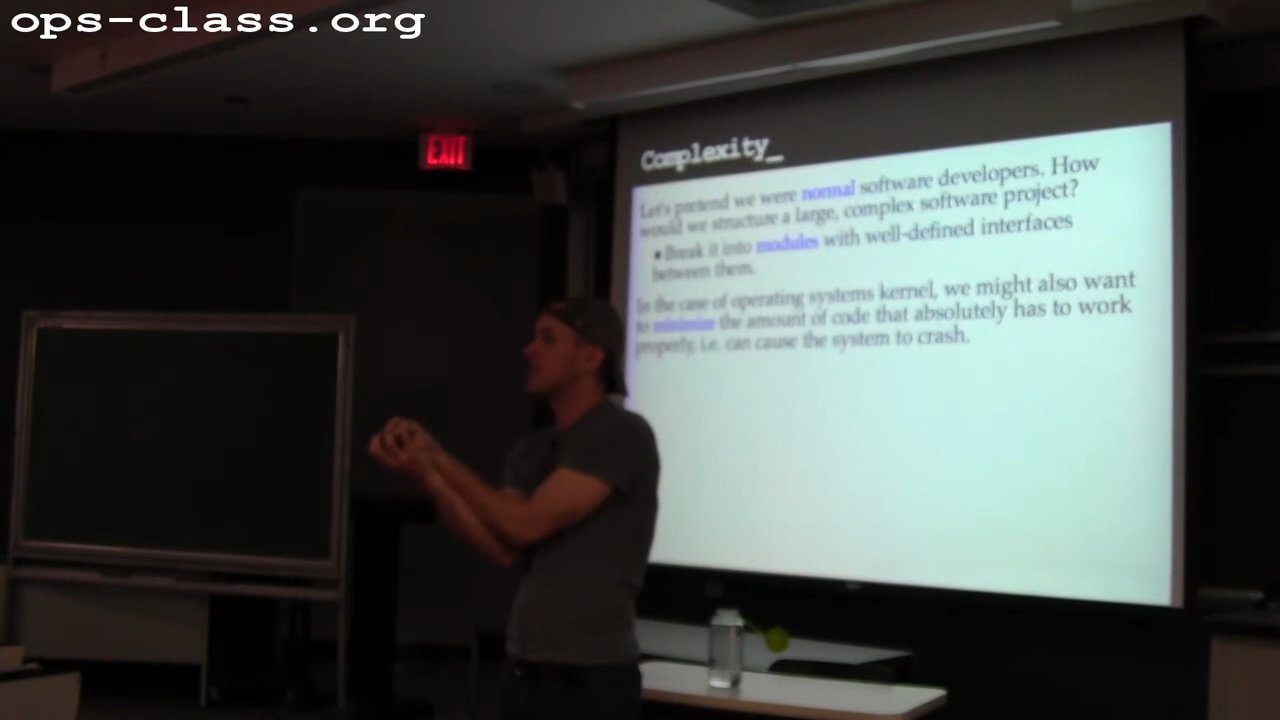 ops-class.org
EXIT
Complexity_
Let's pretend we were normal software developers. How
would we structure a large, complex software project?
• Break it into modules with well-defined interfaces
between them.
In the case of operating systems kernel, we might also want
to minimize the amount of code that absolutely has to work
properly, i.e. can cause the system to crash.